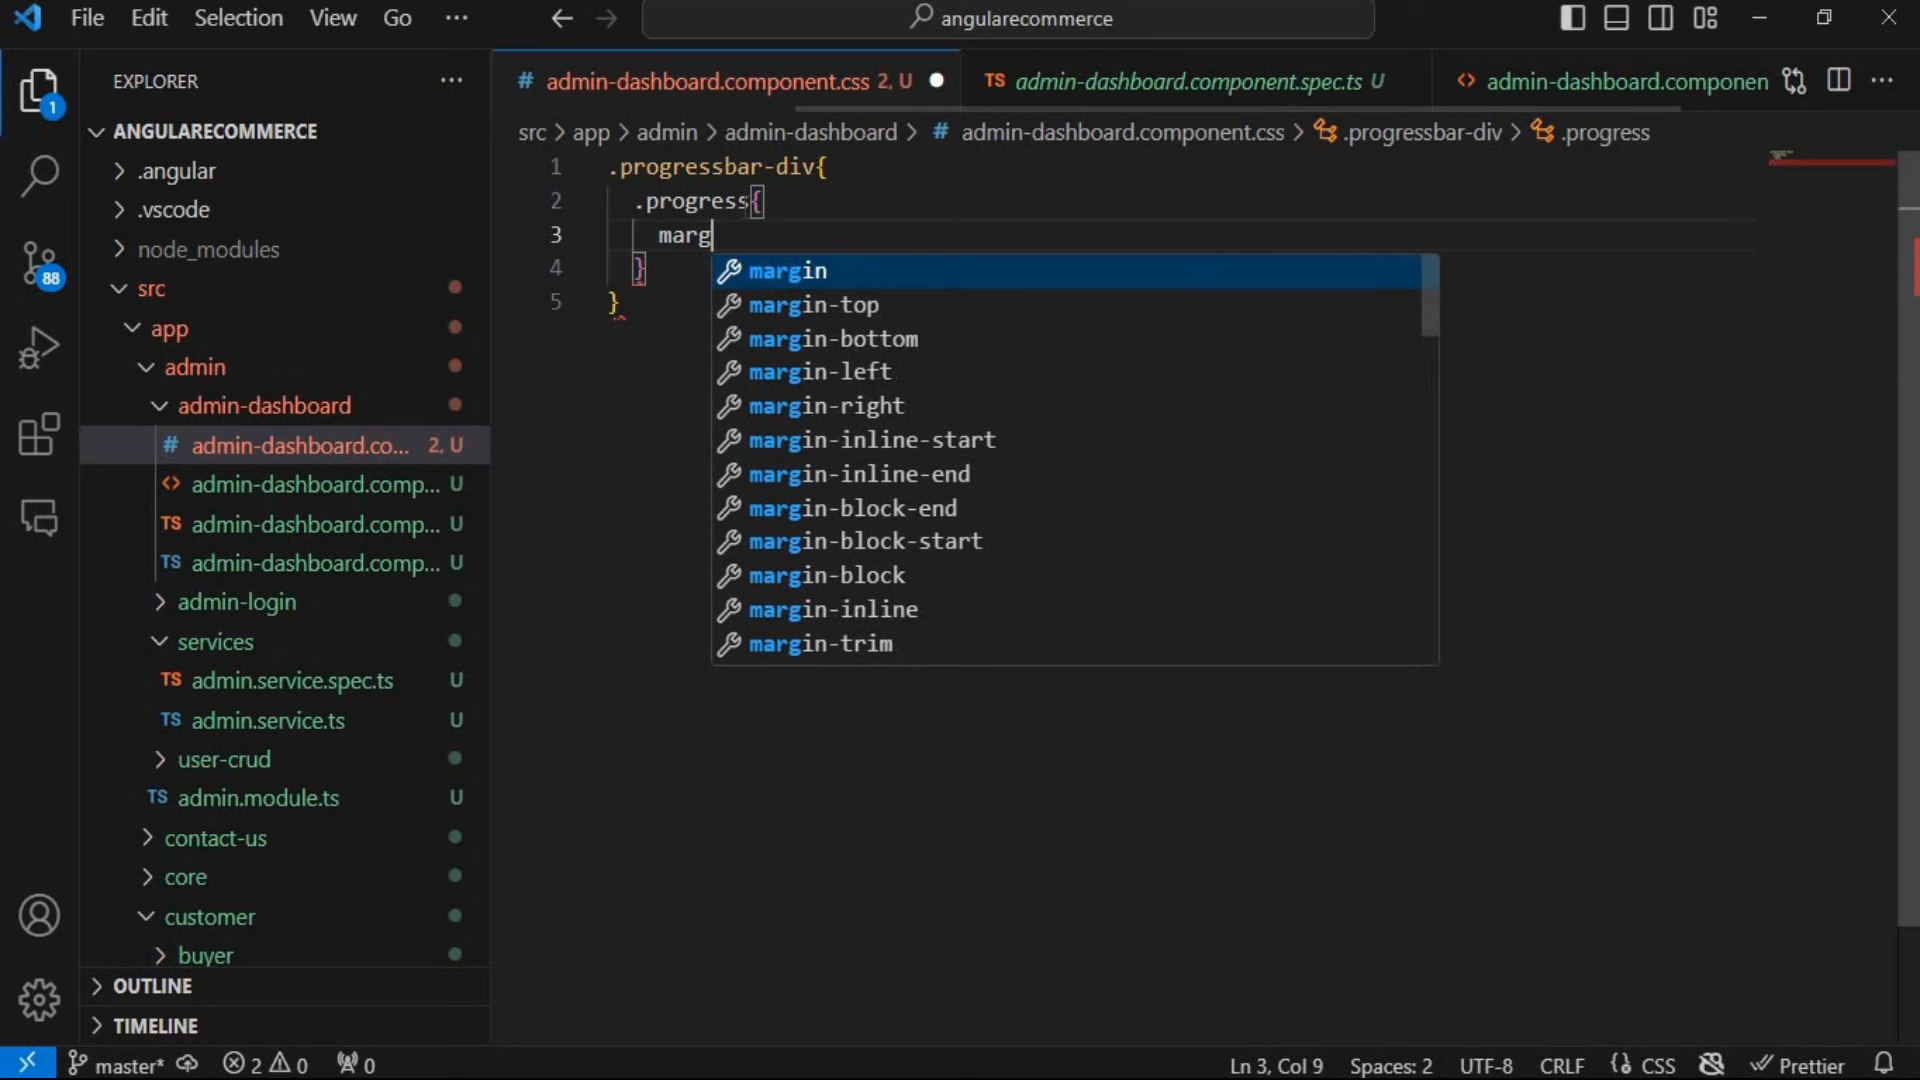 File Edit Selection View Go ···
angularecommerce
EXPLORER ···
ANGULARECOMMERCE
.angular
.vscode
node_modules
src
app
admin
admin-dashboard
# admin-dashboard.co... 2, U
<> admin-dashboard.comp... U
TS admin-dashboard.comp... U
TS admin-dashboard.comp... U
admin-login
services
TS admin.service.spec.ts U
TS admin.service.ts U
user-crud
TS admin.module.ts U
contact-us
core
customer
buyer
OUTLINE
TIMELINE
1
88
# admin-dashboard.component.css 2, U
TS admin-dashboard.component.spec.ts U
<> admin-dashboard.componen
src > app > admin > admin-dashboard > # admin-dashboard.component.css > .progressbar-div > .progress
1 .progressbar-div{
2 .progress{
3 marg
4 }
5 }
margin
margin-top
margin-bottom
margin-left
margin-right
margin-inline-start
margin-inline-end
margin-block-end
margin-block-start
margin-block
margin-inline
margin-trim
master* 2 0 0
Ln 3, Col 9 Spaces: 2 UTF-8 CRLF {} CSS Prettier